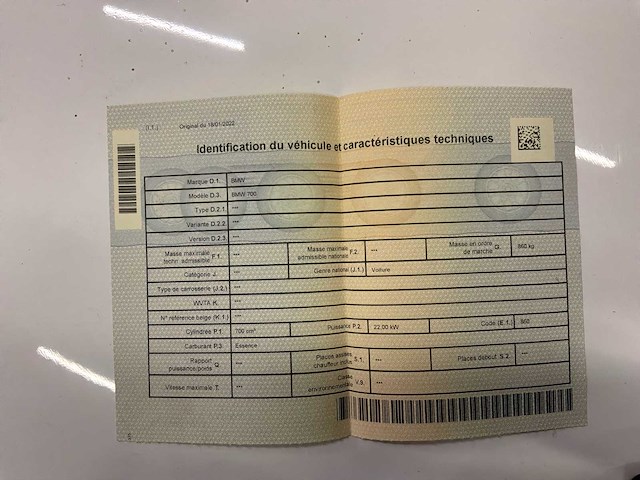 (I.1.) Original du 18/01/2022
Identification du véhicule et caractéristiques techniques
Marque D.1. BMW
Modèle D.3. BMW 700
Type D.2.1. ---
Variante D.2.2. ---
Version D.2.3. ---
Masse maximale techn. admissible F.1. --- Masse maximale admissible nationale F.2. --- Masse en ordre de marche G. 660 kg
Catégorie J. --- Genre national (J.1.) Voiture
Type de carrosserie (J.2.) ---
WVTA K. ---
N° référence belge (K.1.) ---
Cylindrée P.1. 700 cm³ Puissance P.2. 22,00 kW Code (E.1.)
Carburant P.3. Essence
Rapport puissance/poids Q. --- Places assises chauffeur inclus S.1. --- Places debout S.2. ---
Vitesse maximale T. --- Classe environnementale V.9. ---